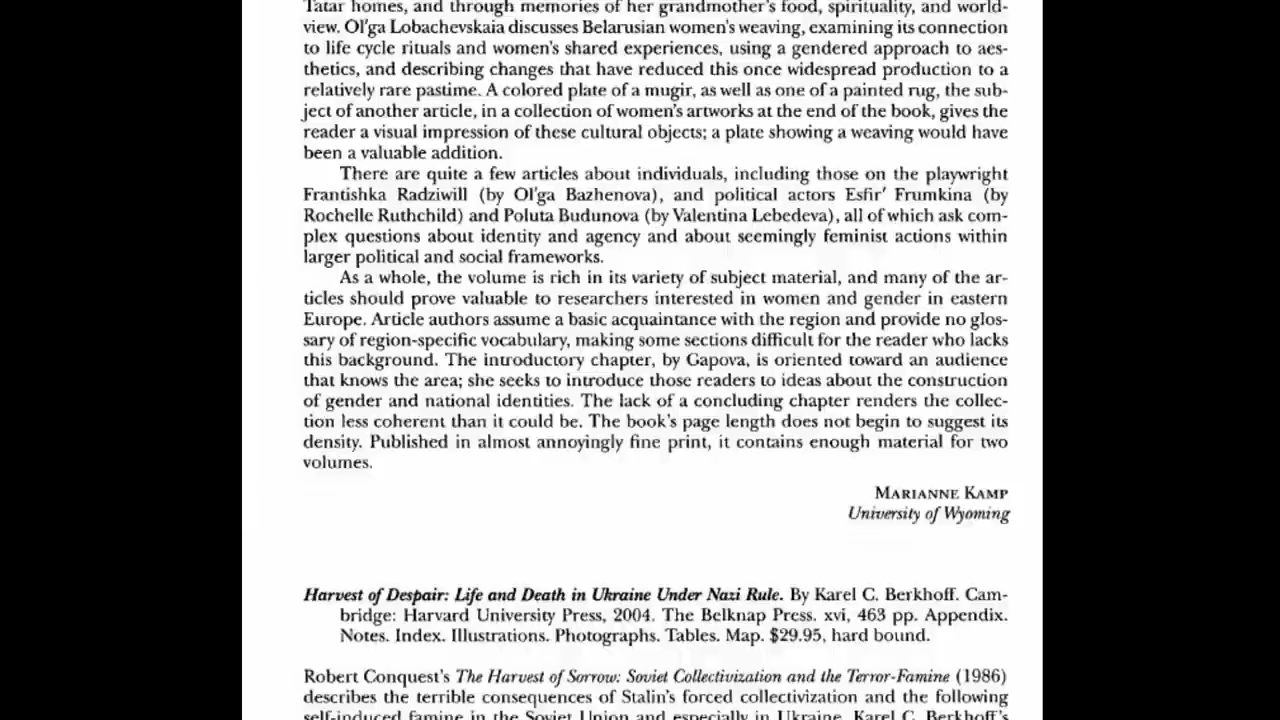 Tatar homes, and through memories of her grandmother's food, spirituality, and world-
view. Ol'ga Lobachevskaia discusses Belarusian women's weaving, examining its connection
to life cycle rituals and women's shared experiences, using a gendered approach to aes-
thetics, and describing changes that have reduced this once widespread production to a
relatively rare pastime. A colored plate of a mugir, as well as one of a painted rug, the sub-
ject of another article, in a collection of women's artworks at the end of the book, gives the
reader a visual impression of these cultural objects; a plate showing a weaving would have
been a valuable addition.
There are quite a few articles about individuals, including those on the playwright
Frantishka Radziwill (by Ol'ga Bazhenova), and political actors Esfir' Frumkina (by
Rochelle Ruthchild) and Poluta Budunova (by Valentina Lebedeva), all of which ask com-
plex questions about identity and agency and about seemingly feminist actions within
larger political and social frameworks.
As a whole, the volume is rich in its variety of subject material, and many of the ar-
ticles should prove valuable to researchers interested in women and gender in eastern
Europe. Article authors assume a basic acquaintance with the region and provide no glos-
sary of region-specific vocabulary, making some sections difficult for the reader who lacks
this background. The introductory chapter, by Gapova, is oriented toward an audience
that knows the area; she seeks to introduce those readers to ideas about the construction
of gender and national identities. The lack of a concluding chapter renders the collec-
tion less coherent than it could be. The book's page length does not begin to suggest its
density. Published in almost annoyingly fine print, it contains enough material for two
volumes.
MARIANNE KAMP
University of Wyoming
Harvest of Despair: Life and Death in Ukraine Under Nazi Rule. By Karel C. Berkhoff. Cam-
bridge: Harvard University Press, 2004. The Belknap Press. xvi, 463 pp. Appendix.
Notes. Index. Illustrations. Photographs. Tables. Map. $29.95, hard bound.
Robert Conquest's The Harvest of Sorrow: Soviet Collectivization and the Terror-Famine (1986)
describes the terrible consequences of Stalin's forced collectivization and the following
self-induced famine in the Soviet Union and especially in Ukraine. Karel C. Berkhoff's